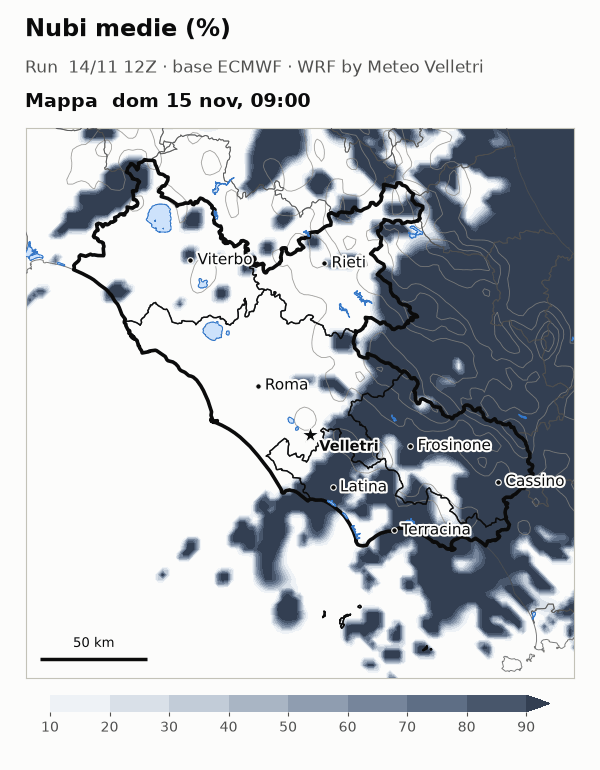 Nubi medie (%)
Run 14/11 12Z · base ECMWF · WRF by Meteo Velletri
Mappa dom 15 nov, 09:00
Viterbo
Rieti
Roma
Velletri
Frosinone
Cassino
Latina
Terracina
50 km
10 20 30 40 50 60 70 80 90